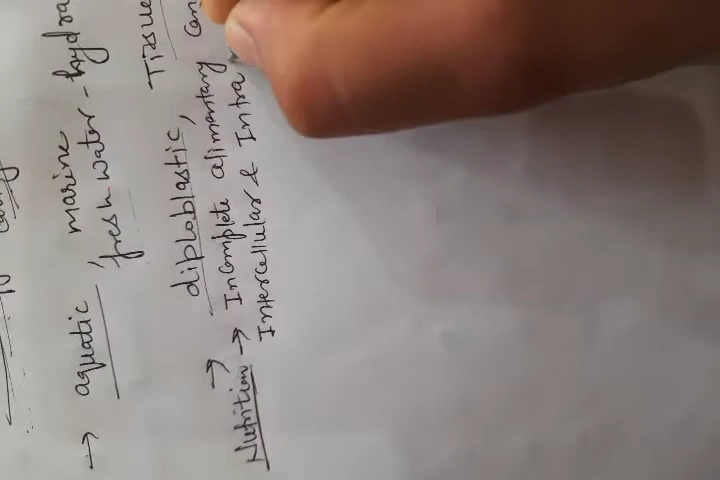 → aquatic, marine
fresh water - hydra
→ diploblastic, Tissue
Nutrition → Incomplete alimentary can
Intercellular & Intra